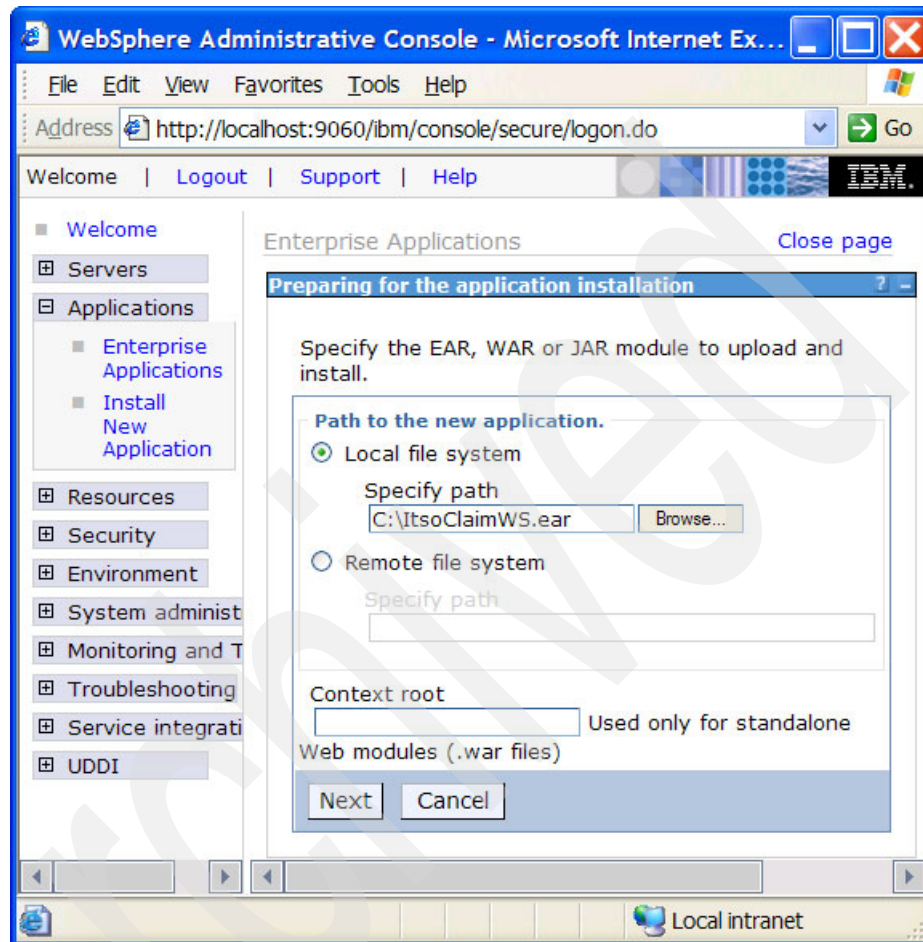 WebSphere Administrative Console - Microsoft Internet Ex...
File Edit View Favorites Tools Help
Address http://localhost:9060/ibm/console/secure/logon.do Go
Welcome | Logout | Support | Help IBM.
Welcome
Servers
Applications
Enterprise
Applications
Install
New
Application
Resources
Security
Environment
System administ
Monitoring and T
Troubleshooting
Service integrati
UDDI
Enterprise Applications Close page
Preparing for the application installation ? -
Specify the EAR, WAR or JAR module to upload and
install.
Path to the new application.
Local file system
Specify path
C:\ItsoClaimWS.ear Browse...
Remote file system
Specify path
Context root
Used only for standalone
Web modules (.war files)
Next Cancel
Local intranet
Archived